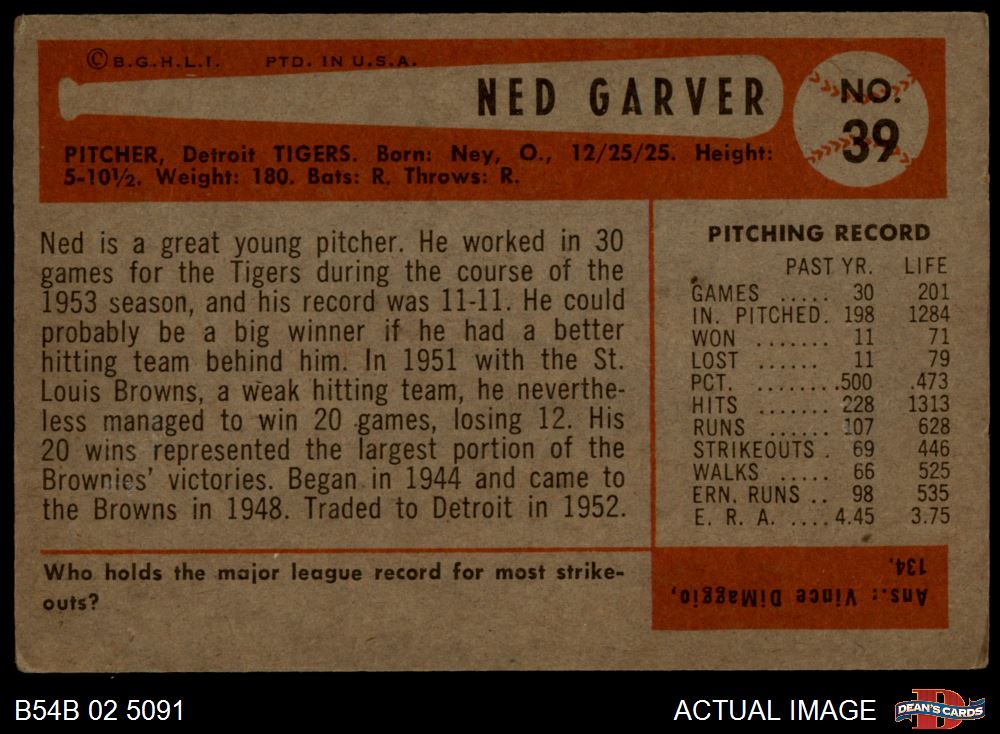 ©B.G.H.L.I. PTD. IN U.S.A.
NED GARVER
NO.
39
PITCHER, Detroit TIGERS. Born: Ney, O., 12/25/25. Height:
5-10½. Weight: 180. Bats: R. Throws: R.
Ned is a great young pitcher. He worked in 30
games for the Tigers during the course of the
1953 season, and his record was 11-11. He could
probably be a big winner if he had a better
hitting team behind him. In 1951 with the St.
Louis Browns, a weak hitting team, he neverthe-
less managed to win 20 games, losing 12. His
20 wins represented the largest portion of the
Brownies' victories. Began in 1944 and came to
the Browns in 1948. Traded to Detroit in 1952.
PITCHING RECORD
PAST YR. LIFE
GAMES ..... 30 201
IN. PITCHED. 198 1284
WON ....... 11 71
LOST ...... 11 79
PCT. ........500 .473
HITS ....... 228 1313
RUNS ...... 107 628
STRIKEOUTS . 69 446
WALKS ..... 66 525
ERN. RUNS .. 98 535
E. R. A. ....4.45 3.75
Who holds the major league record for most strike-
outs?
Ans.: Vince DiMaggio,
134.
B54B 02 5091
ACTUAL IMAGE
DEAN'S CARDS